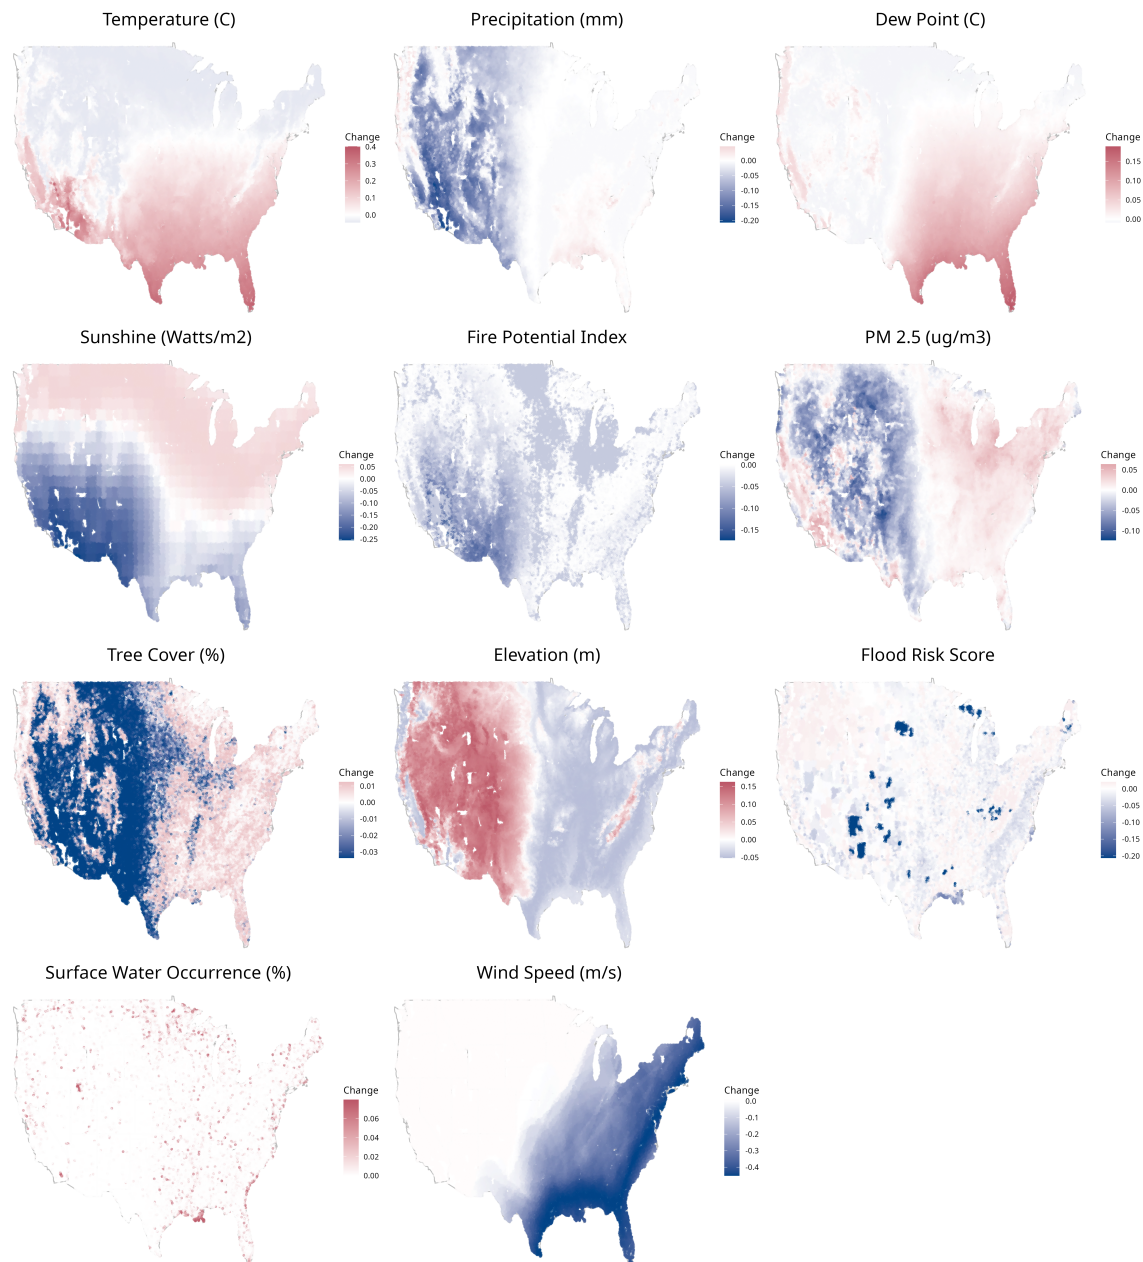 Temperature (C)
Precipitation (mm)
Dew Point (C)
Change
0.4
0.3
0.2
0.1
0.0
Change
0.00
-0.05
-0.10
-0.15
-0.20
Change
0.15
0.10
0.05
0.00
Sunshine (Watts/m2)
Fire Potential Index
PM 2.5 (ug/m3)
Change
0.05
0.00
-0.05
-0.10
-0.15
-0.20
-0.25
Change
0.00
-0.05
-0.10
-0.15
Change
0.05
0.00
-0.05
-0.10
Tree Cover (%)
Elevation (m)
Flood Risk Score
Change
0.01
0.00
-0.01
-0.02
-0.03
Change
0.15
0.10
0.05
0.00
-0.05
Change
0.00
-0.05
-0.10
-0.15
-0.20
Surface Water Occurrence (%)
Wind Speed (m/s)
Change
0.06
0.04
0.02
0.00
Change
0.0
-0.1
-0.2
-0.3
-0.4